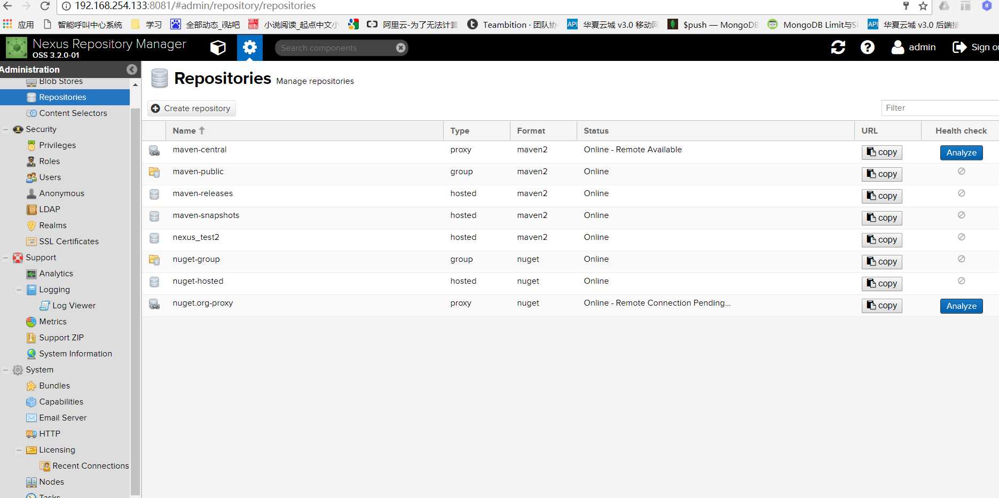 192.168.254.133:8081/#admin/repository/repositories
应用 智能呼叫中心系统 学习 全部动态_i贴吧 小说阅读_起点中文 阿里云-为了无法计算 Teambition · 团队协 华夏云城 v3.0 移动网 $push — MongoDB MongoDB Limit与S 华夏云城 v3.0 后端接
Nexus Repository Manager
OSS 3.2.0-01
Search components
admin
Sign ou
Administration
Blob Stores
Repositories
Content Selectors
Security
Privileges
Roles
Users
Anonymous
LDAP
Realms
SSL Certificates
Support
Analytics
Logging
Log Viewer
Metrics
Support ZIP
System Information
System
Bundles
Capabilities
Email Server
HTTP
Licensing
Recent Connections
Nodes
Tasks
Repositories Manage repositories
Create repository
Filter
Name Type Format Status URL Health check
maven-central proxy maven2 Online - Remote Available copy Analyze
maven-public group maven2 Online copy
maven-releases hosted maven2 Online copy
maven-snapshots hosted maven2 Online copy
nexus_test2 hosted maven2 Online copy
nuget-group group nuget Online copy
nuget-hosted hosted nuget Online copy
nuget.org-proxy proxy nuget Online - Remote Connection Pending... copy Analyze